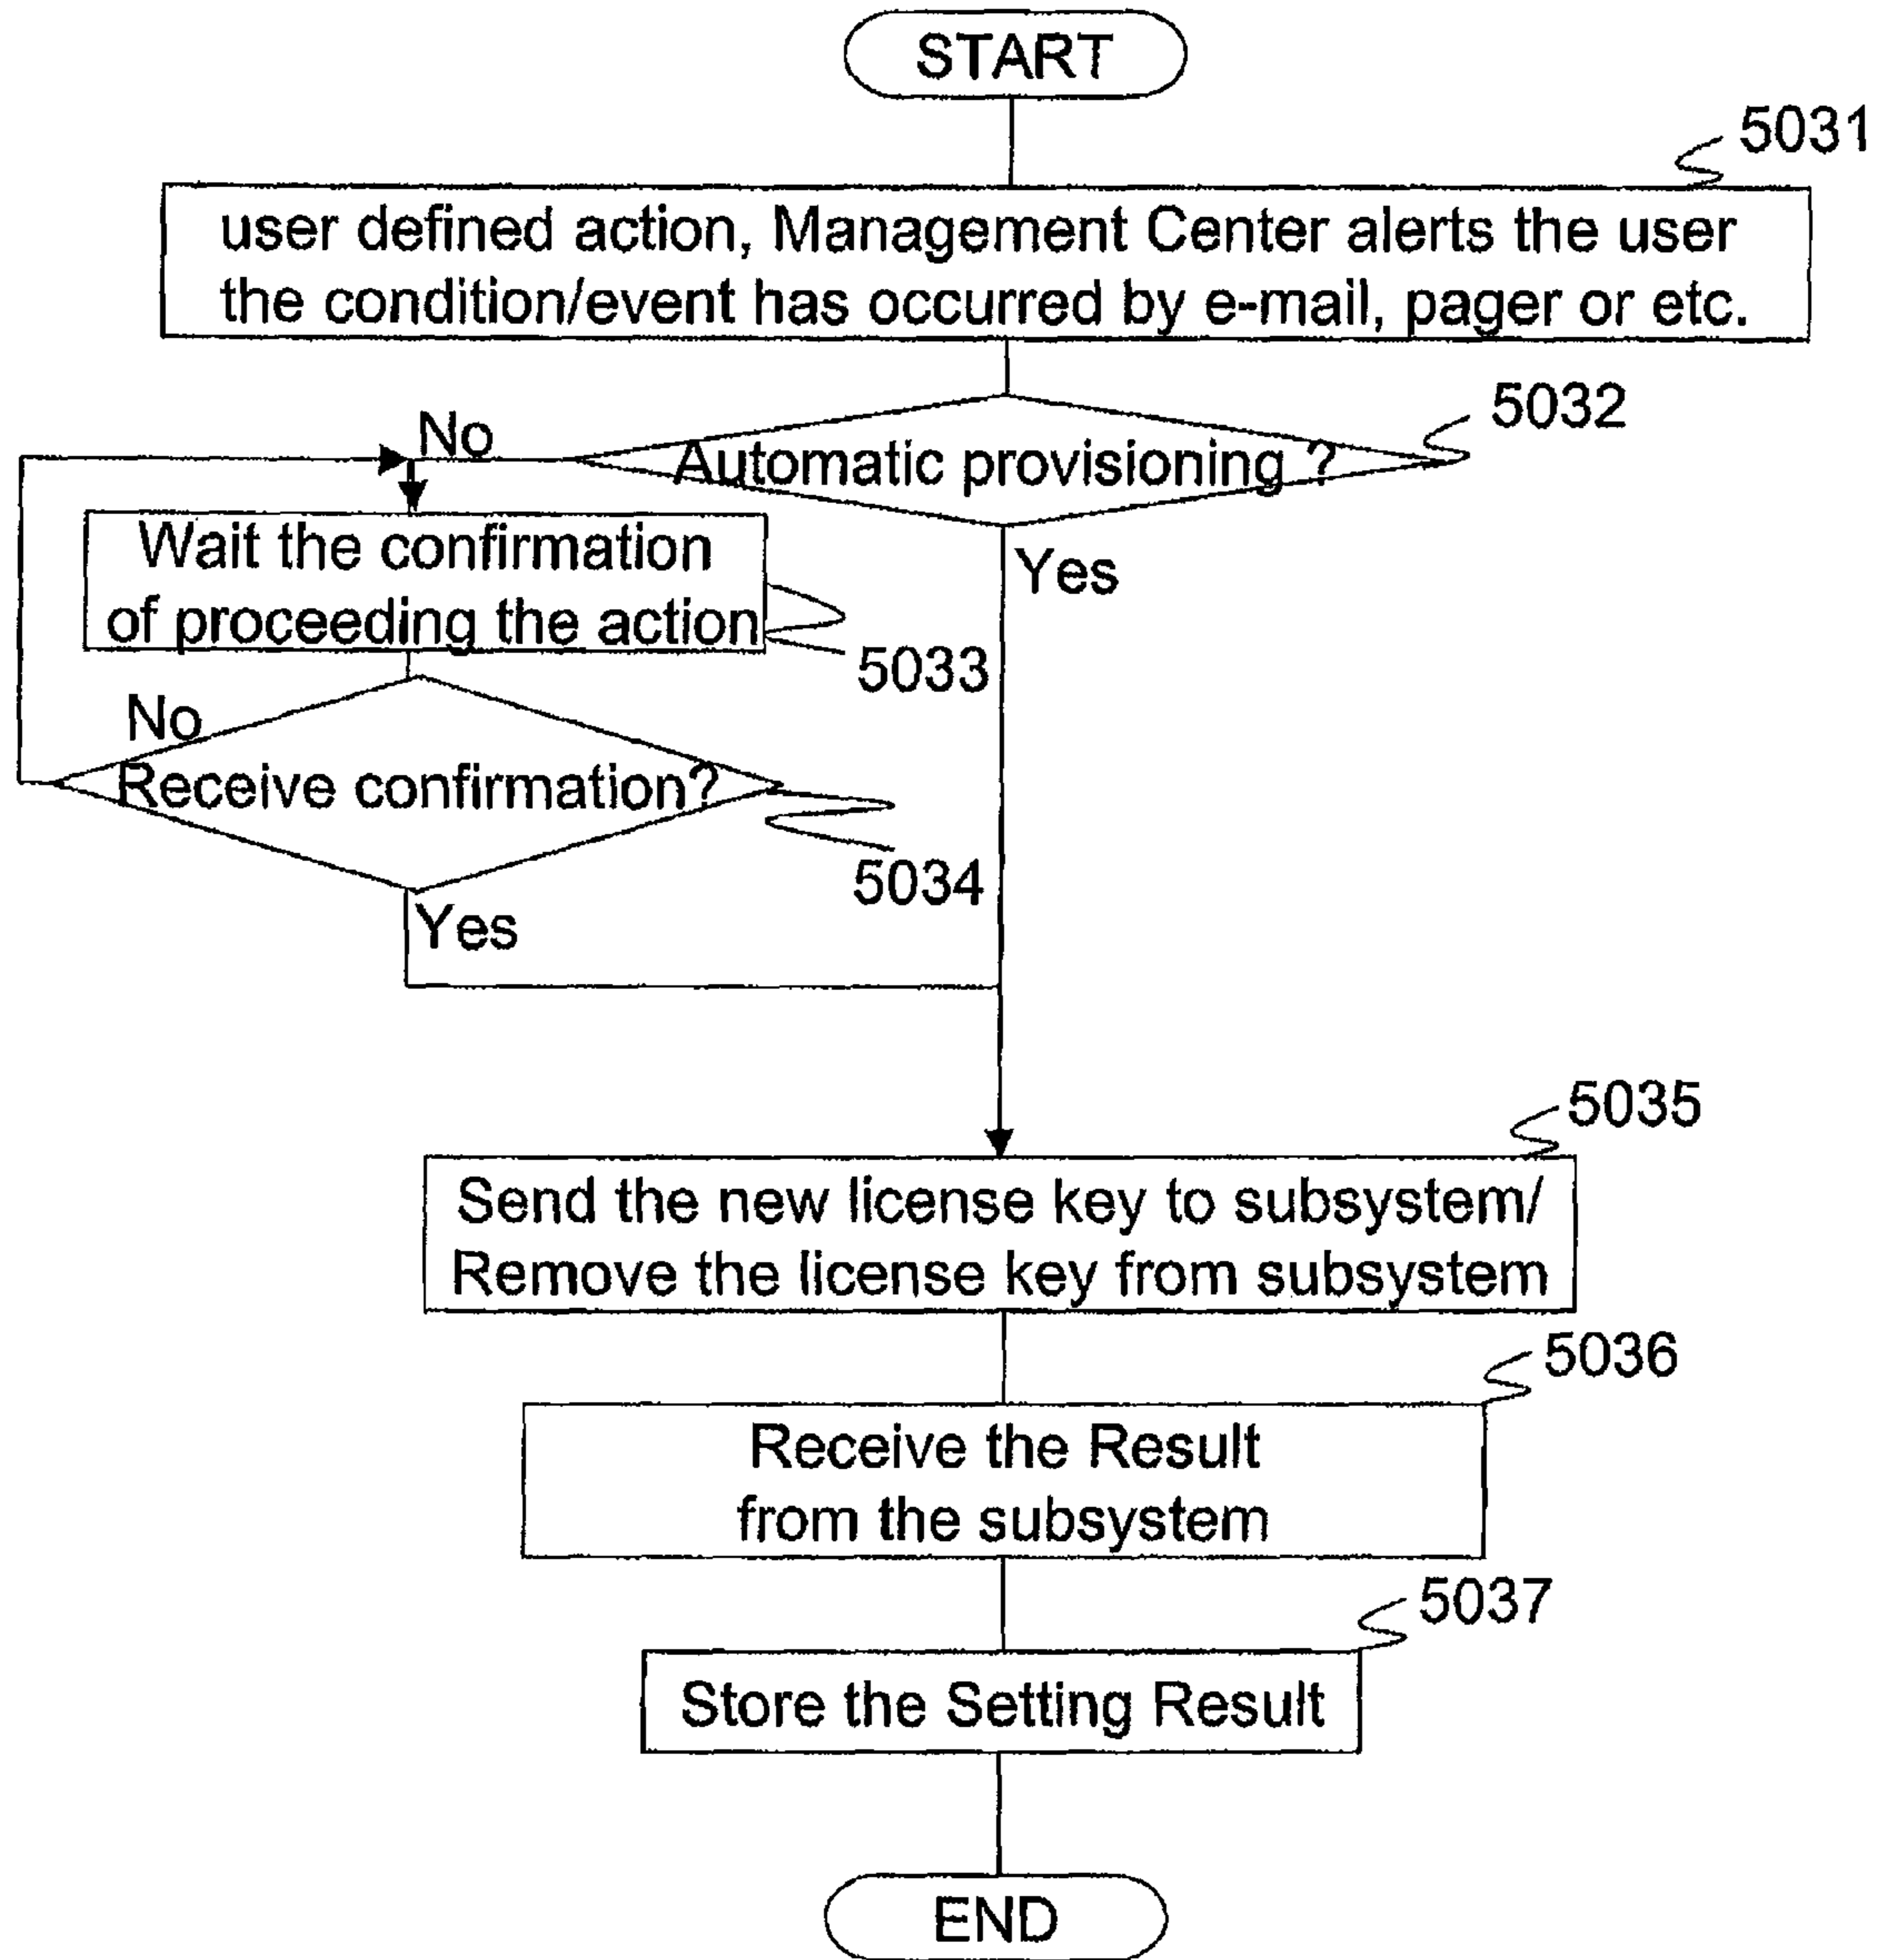 START
5031
user defined action, Management Center alerts the user
the condition/event has occurred by e-mail, pager or etc.
5032
No
Automatic provisioning ?
Yes
Wait the confirmation
of proceeding the action
5033
No
Receive confirmation?
5034
Yes
5035
Send the new license key to subsystem/
Remove the license key from subsystem
5036
Receive the Result
from the subsystem
5037
Store the Setting Result
END